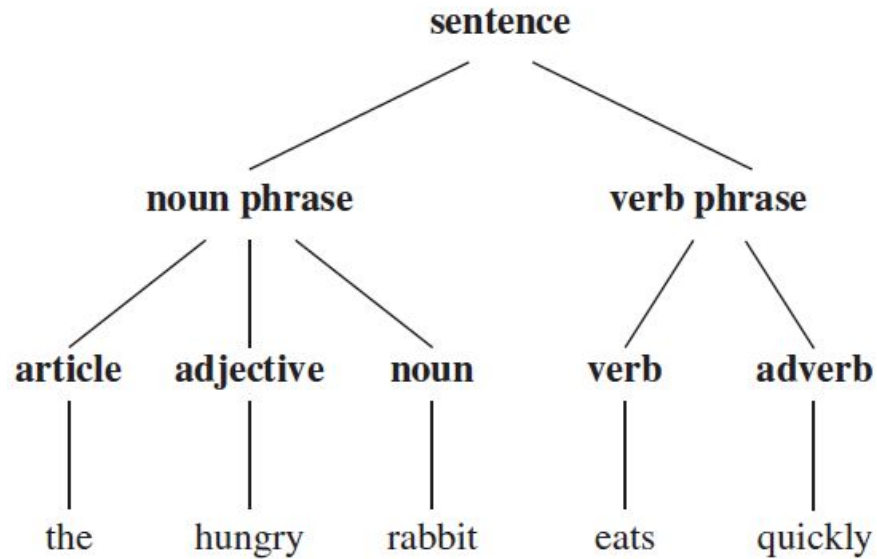 sentence
noun phrase verb phrase
article adjective noun verb adverb
the hungry rabbit eats quickly